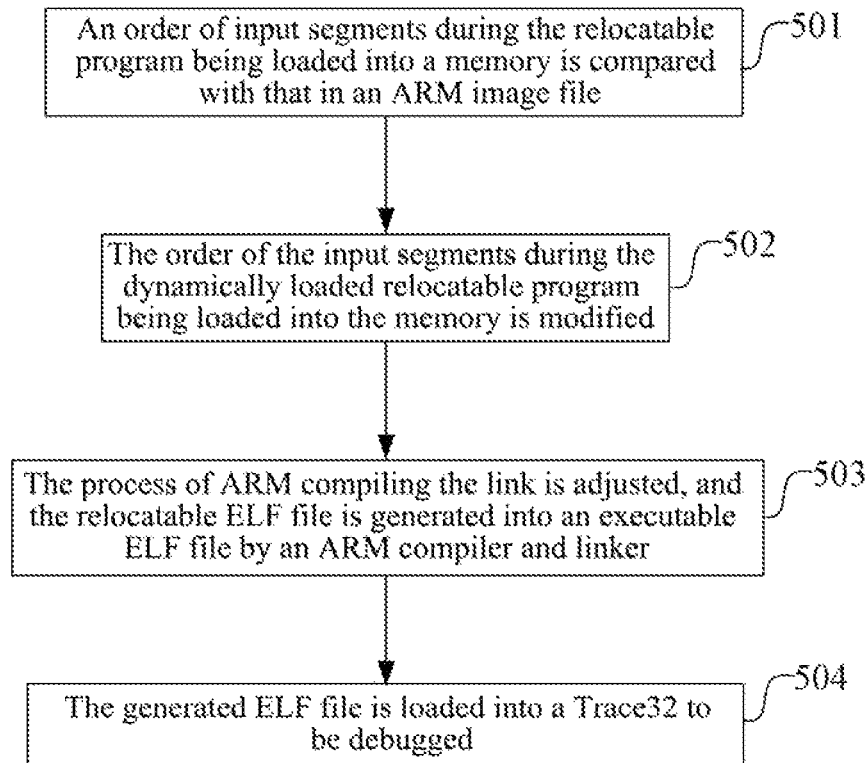 An order of input segments during the relocatable
program being loaded into a memory is compared
with that in an ARM image file
501
The order of the input segments during the
dynamically loaded relocatable program
being loaded into the memory is modified
502
The process of ARM compiling the link is adjusted, and
the relocatable ELF file is generated into an executable
ELF file by an ARM compiler and linker
503
The generated ELF file is loaded into a Trace32 to
be debugged
504